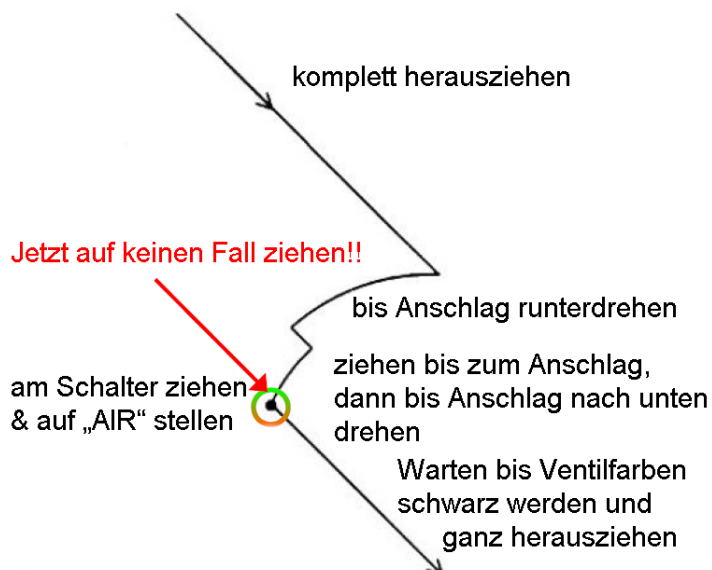 komplett herausziehen
Jetzt auf keinen Fall ziehen!!
bis Anschlag runterdrehen
ziehen bis zum Anschlag,
dann bis Anschlag nach unten
drehen
am Schalter ziehen
& auf „AIR“ stellen
Warten bis Ventilfarben
schwarz werden und
ganz herausziehen